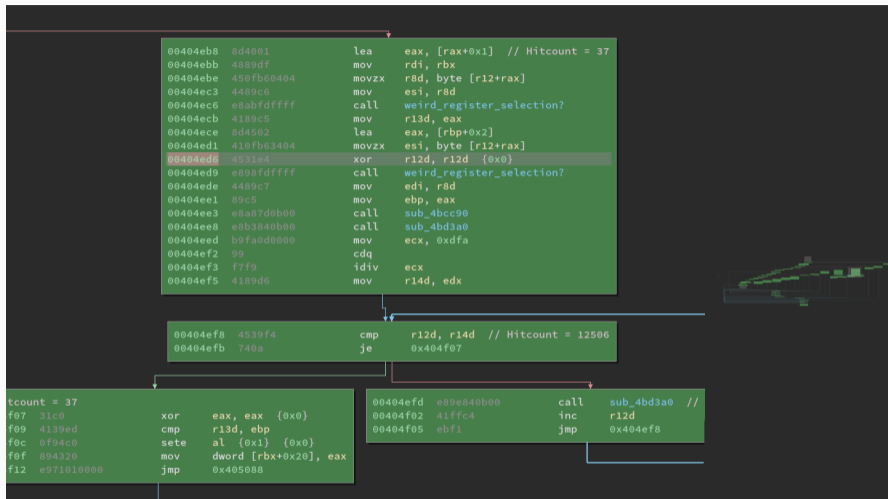 00404eb8 8d4001 lea eax, [rax+0x1] // Hitcount = 37
00404ebb 4889df mov rdi, rbx
00404ebe 450fb60404 movzx r8d, byte [r12+rax]
00404ec3 4489c6 mov esi, r8d
00404ec6 e8abfdffff call weird_register_selection?
00404ecb 4189c5 mov r13d, eax
00404ece 8d4502 lea eax, [rbp+0x2]
00404ed1 410fb63404 movzx esi, byte [r12+rax]
00404ed6 4531e4 xor r12d, r12d {0x0}
00404ed9 e898fdffff call weird_register_selection?
00404ede 4489c7 mov edi, r8d
00404ee1 89c5 mov ebp, eax
00404ee3 e8a87d0b00 call sub_4bcc90
00404ee8 e8b3840b00 call sub_4bd3a0
00404eed b9fa0d0000 mov ecx, 0xdfa
00404ef2 99 cdq
00404ef3 f7f9 idiv ecx
00404ef5 4189d6 mov r14d, edx
00404ef8 4539f4 cmp r12d, r14d // Hitcount = 12506
00404efb 740a je 0x404f07
tcount = 37
f07 31c0 xor eax, eax {0x0}
f09 4139ed cmp r13d, ebp
f0c 0f94c0 sete al {0x1} {0x0}
f0f 894320 mov dword [rbx+0x20], eax
f12 e971010000 jmp 0x405088
00404efd e89e840b00 call sub_4bd3a0 //
00404f02 41ffc4 inc r12d
00404f05 ebf1 jmp 0x404ef8